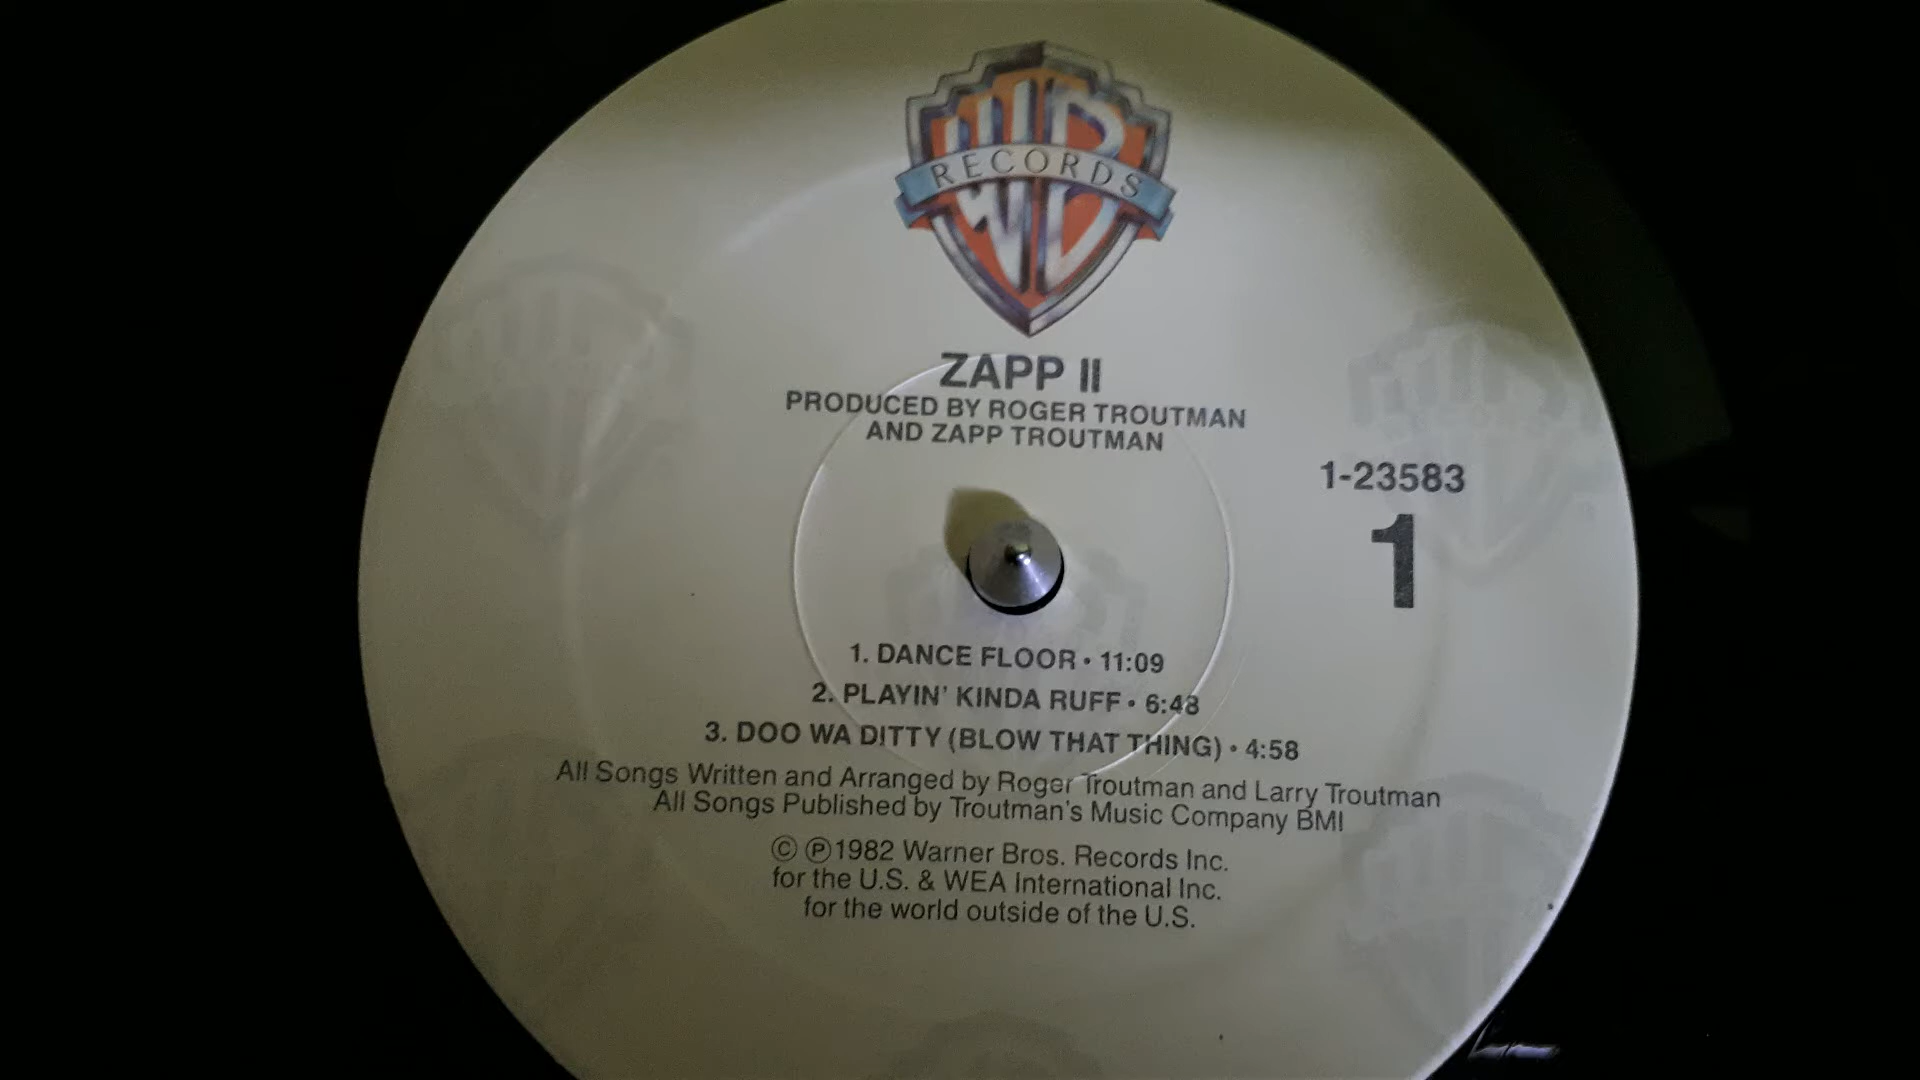 WB
RECORDS
ZAPP II
PRODUCED BY ROGER TROUTMAN
AND ZAPP TROUTMAN
1-23583
1
1. DANCE FLOOR • 11:09
2. PLAYIN' KINDA RUFF • 6:48
3. DOO WA DITTY (BLOW THAT THING) • 4:58
All Songs Written and Arranged by Roger Troutman and Larry Troutman
All Songs Published by Troutman's Music Company BMI
© ℗1982 Warner Bros. Records Inc.
for the U.S. & WEA International Inc.
for the world outside of the U.S.